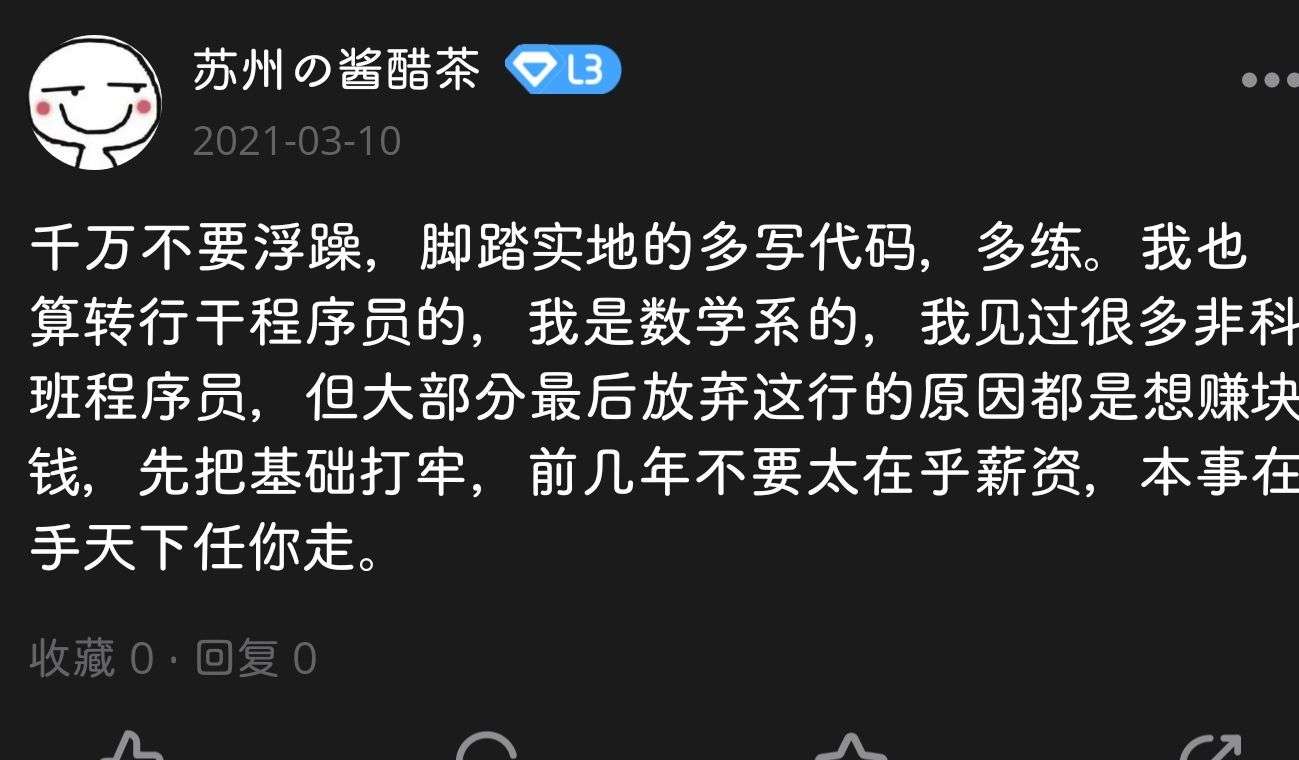 苏州の酱醋茶 L3
2021-03-10
千万不要浮躁，脚踏实地的多写代码，多练。我也
算转行干程序员的，我是数学系的，我见过很多非科
班程序员，但大部分最后放弃这行的原因都是想赚块
钱，先把基础打牢，前几年不要太在乎薪资，本事在
手天下任你走。
收藏 0 · 回复 0